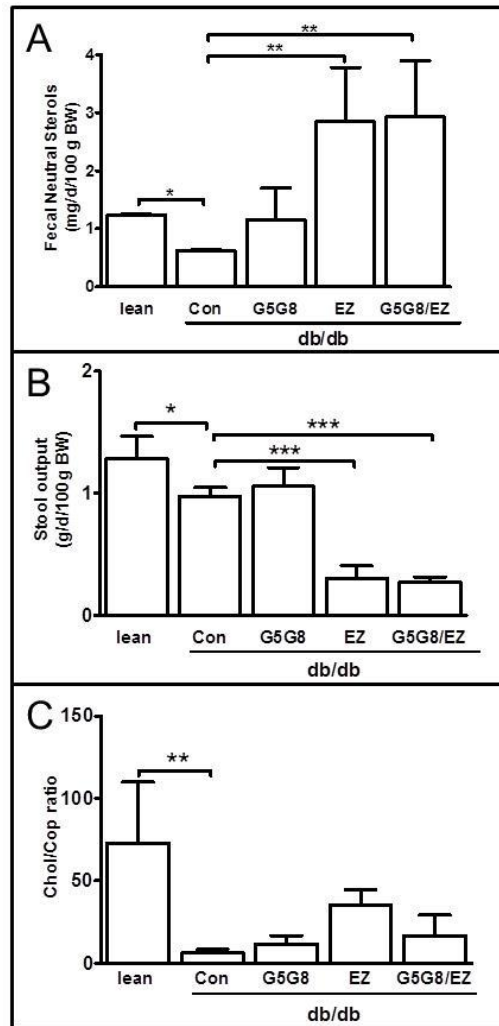 A
Fecal Neutral Sterols
(mg/d/100 g BW)
4
3
2
1
0
**
**
*
lean Con G5G8 EZ G5G8/EZ
db/db
B
Stool output
(g/d/100g BW)
2
1
0
*
***
***
lean Con G5G8 EZ G5G8/EZ
db/db
C
Chol/Cop ratio
150
100
50
0
**
lean Con G5G8 EZ G5G8/EZ
db/db